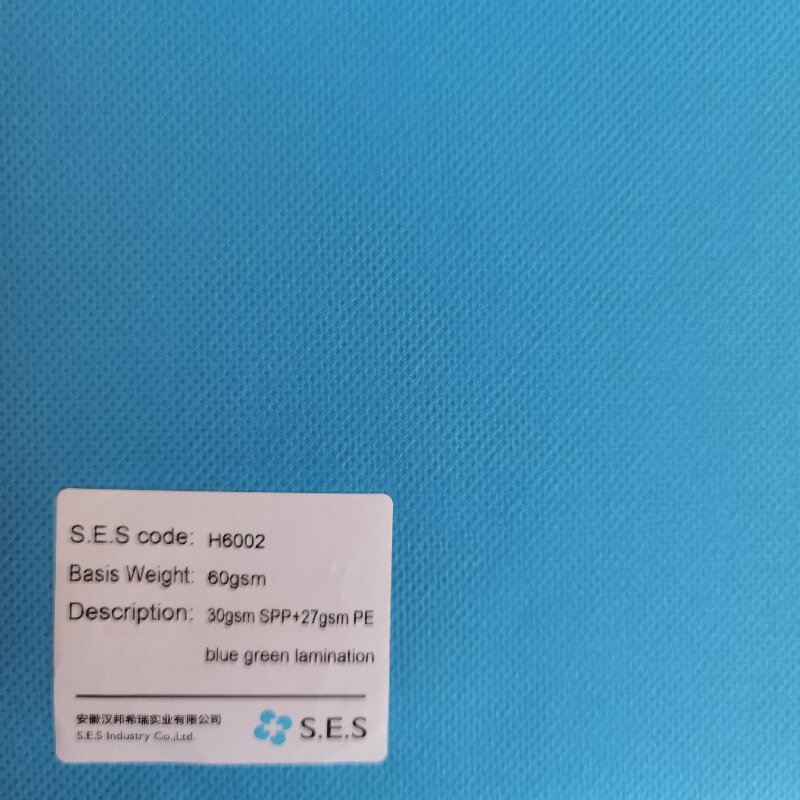 S.E.S code: H6002
Basis Weight: 60gsm
Description: 30gsm SPP+27gsm PE
blue green lamination
安徽汉邦希瑞实业有限公司
S.E.S Industry Co.,Ltd.
S.E.S